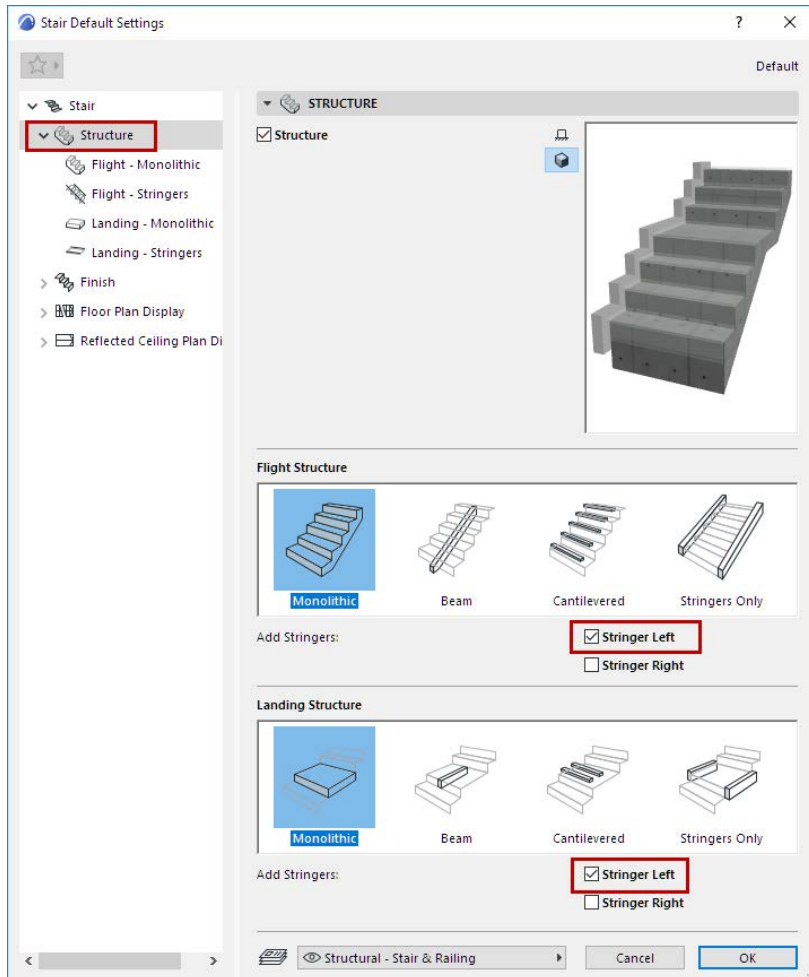 Stair Default Settings
?
Default
Stair
Structure
Flight - Monolithic
Flight - Stringers
Landing - Monolithic
Landing - Stringers
Finish
Floor Plan Display
Reflected Ceiling Plan Di
STRUCTURE
Structure
Flight Structure
Monolithic Beam Cantilevered Stringers Only
Add Stringers: Stringer Left
Stringer Right
Landing Structure
Monolithic Beam Cantilevered Stringers Only
Add Stringers: Stringer Left
Stringer Right
Structural - Stair & Railing Cancel OK